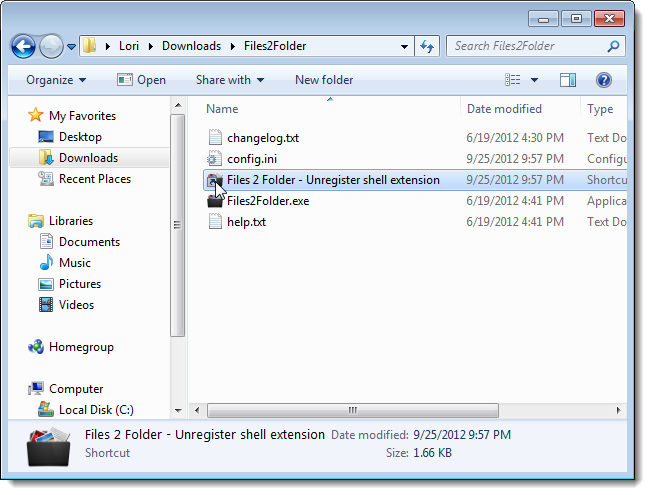 Lori Downloads Files2Folder Search Files2Folder
Organize Open Share with New folder
My Favorites
Desktop
Downloads
Recent Places
Libraries
Documents
Music
Pictures
Videos
Homegroup
Computer
Local Disk (C:)
Name Date modified Type
changelog.txt 6/19/2012 4:30 PM Text Do
config.ini 9/25/2012 9:57 PM Configu
Files 2 Folder - Unregister shell extension 9/25/2012 9:57 PM Shortcu
Files2Folder.exe 6/19/2012 4:41 PM Applica
help.txt 6/19/2012 4:41 PM Text Do
Files 2 Folder - Unregister shell extension Date modified: 9/25/2012 9:57 PM
Shortcut Size: 1.66 KB